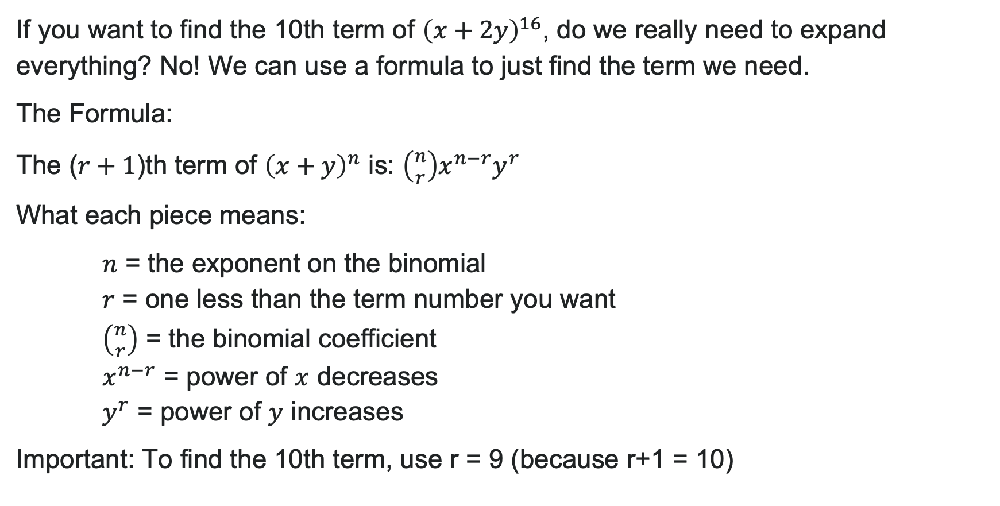 If you want to find the 10th term of $(x + 2y)^{16}$, do we really need to expand
everything? No! We can use a formula to just find the term we need.
The Formula:
The $(r + 1)$th term of $(x + y)^n$ is: $\binom{n}{r}x^{n-r}y^r$
What each piece means:
$n$ = the exponent on the binomial
$r$ = one less than the term number you want
$\binom{n}{r}$ = the binomial coefficient
$x^{n-r}$ = power of $x$ decreases
$y^r$ = power of $y$ increases
Important: To find the 10th term, use r = 9 (because r+1 = 10)